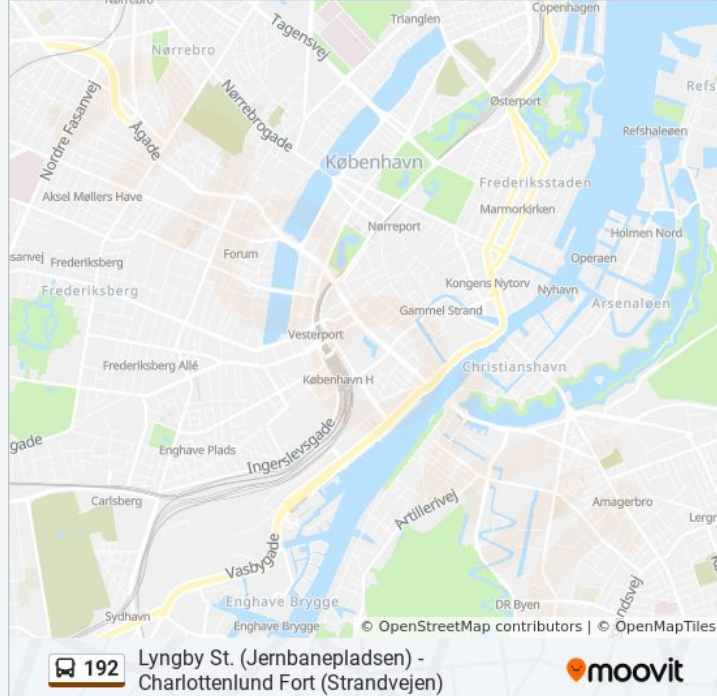 Nørrebro
Trianglen
Copenhagen
Tagensvej
Nørrebro
Østerport
Nordre Fasanvej
Nørrebrogade
Ågade
Refshaleøen
København
Frederiksstaden
Aksel Møllers Have
Marmorkirken
Nørreport
Holmen Nord
Forum
Operaen
Frederiksberg
Kongens Nytorv
Nyhavn
Frederiksberg
Arsenaløen
Gammel Strand
Vesterport
Frederiksberg Allé
Christianshavn
København H
Ingerslevsgade
Enghave Plads
Carlsberg
Amagerbro
Artillerivej
Vasbygade
Enghave Brygge
DR Byen
Sydhavn
Enghave Brygge
© OpenStreetMap contributors | © OpenMapTiles
192
Lyngby St. (Jernbanepladsen) -
Charlottenlund Fort (Strandvejen)
moovit